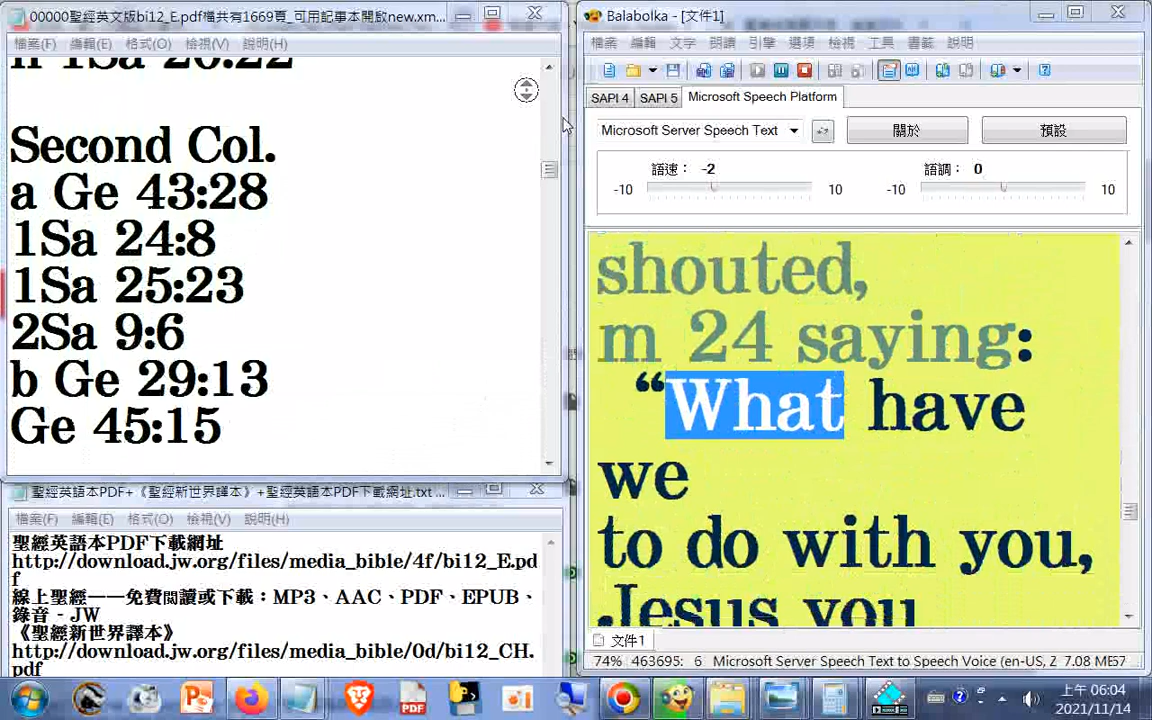 00000聖經英文版bi12_E.pdf檔共有1669頁_可用記事本開啟new.xm...
檔案(F) 編輯(E) 格式(O) 檢視(V) 說明(H)
n 1Sa 20:22
Second Col.
a Ge 43:28
1Sa 24:8
1Sa 25:23
2Sa 9:6
b Ge 29:13
Ge 45:15
聖經英語本PDF+《聖經新世界譯本》+聖經英語本PDF下載網址.txt ...
檔案(F) 編輯(E) 格式(O) 檢視(V) 說明(H)
聖經英語本PDF下載網址
http://download.jw.org/files/media_bible/4f/bi12_E.pd
f
線上聖經——免費閱讀或下載：MP3、AAC、PDF、EPUB、
錄音 - JW
《聖經新世界譯本》
http://download.jw.org/files/media_bible/0d/bi12_CH.
pdf
Balabolka - [文件1]
檔案 編輯 文字 朗讀 引擎 選項 檢視 工具 書籤 說明
SAPI 4 SAPI 5 Microsoft Speech Platform
Microsoft Server Speech Text 關於 預設
語速： -2 語調： 0
-10 10 -10 10
shouted,
m 24 saying:
“What have
we
to do with you,
Jesus you
文件1
74% 463695: 6 Microsoft Server Speech Text to Speech Voice (en-US, Z 7.08 ME57
上午 06:04
2021/11/14